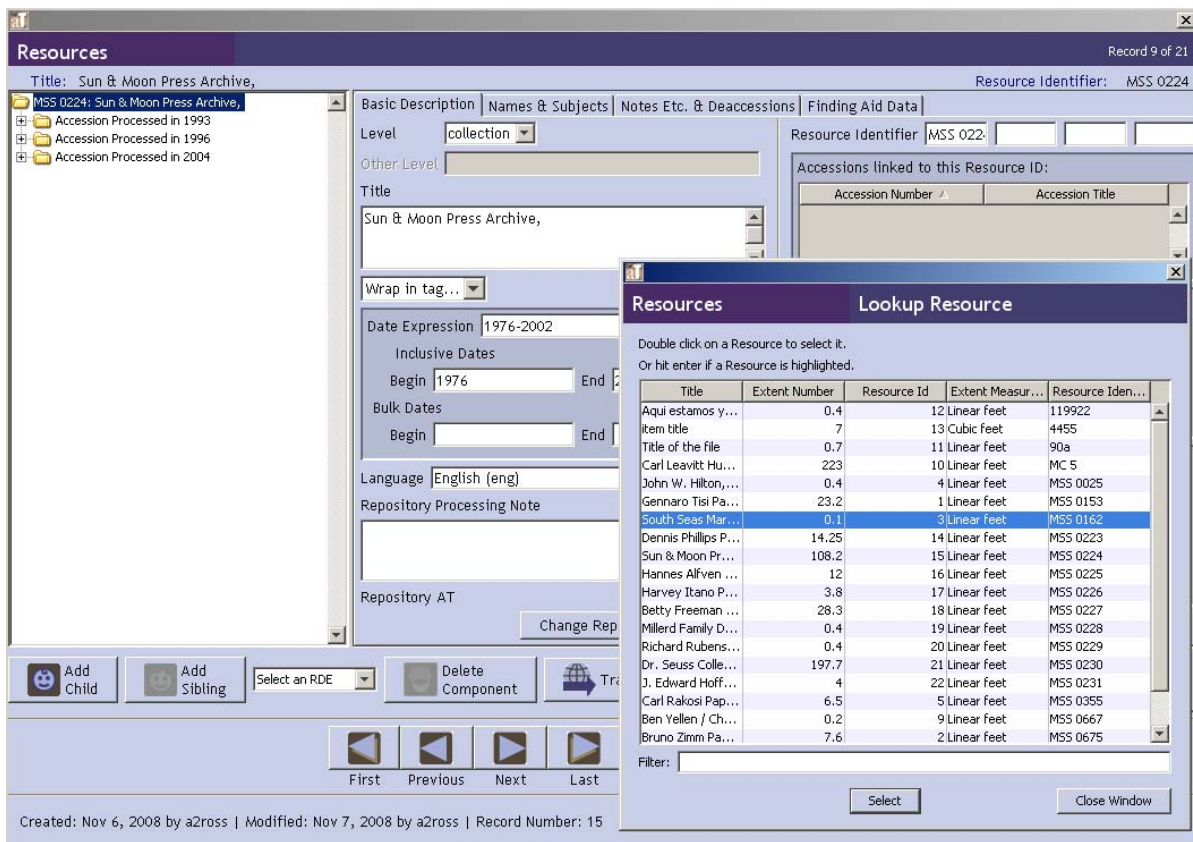 aT
Resources
Record 9 of 21
Title: Sun & Moon Press Archive,
Resource Identifier: MSS 0224
MSS 0224: Sun & Moon Press Archive,
Accession Processed in 1993
Accession Processed in 1996
Accession Processed in 2004
Basic Description
Names & Subjects
Notes Etc. & Deaccessions
Finding Aid Data
Level collection
Other Level
Title
Sun & Moon Press Archive,
Wrap in tag...
Date Expression 1976-2002
Inclusive Dates
Begin 1976 End 2
Bulk Dates
Begin End
Language English (eng)
Repository Processing Note
Repository AT
Change Rep
Resource Identifier MSS 022
Accessions linked to this Resource ID:
Accession Number Accession Title
aT
Resources Lookup Resource
Double click on a Resource to select it.
Or hit enter if a Resource is highlighted.
Title Extent Number Resource Id Extent Measur... Resource Iden...
Aqui estamos y... 0.4 12 Linear feet 119922
item title 7 13 Cubic feet 4455
Title of the file 0.7 11 Linear feet 90a
Carl Leavitt Hu... 223 10 Linear feet MC 5
John W. Hilton,... 0.4 4 Linear feet MSS 0025
Gennaro Tisi Pa... 23.2 1 Linear feet MSS 0153
South Seas Mar... 0.1 3 Linear feet MSS 0162
Dennis Phillips P... 14.25 14 Linear feet MSS 0223
Sun & Moon Pr... 108.2 15 Linear feet MSS 0224
Hannes Alfven ... 12 16 Linear feet MSS 0225
Harvey Itano P... 3.8 17 Linear feet MSS 0226
Betty Freeman ... 28.3 18 Linear feet MSS 0227
Millerd Family D... 0.4 19 Linear feet MSS 0228
Richard Rubens... 0.4 20 Linear feet MSS 0229
Dr. Seuss Colle... 197.7 21 Linear feet MSS 0230
J. Edward Hoff... 4 22 Linear feet MSS 0231
Carl Rakosi Pap... 6.5 5 Linear feet MSS 0355
Ben Yellen / Ch... 0.2 9 Linear feet MSS 0667
Bruno Zimm Pa... 7.6 2 Linear feet MSS 0675
Filter:
Select
Close Window
Add Child
Add Sibling
Select an RDE
Delete Component
Tra
First Previous Next Last
Created: Nov 6, 2008 by a2ross | Modified: Nov 7, 2008 by a2ross | Record Number: 15